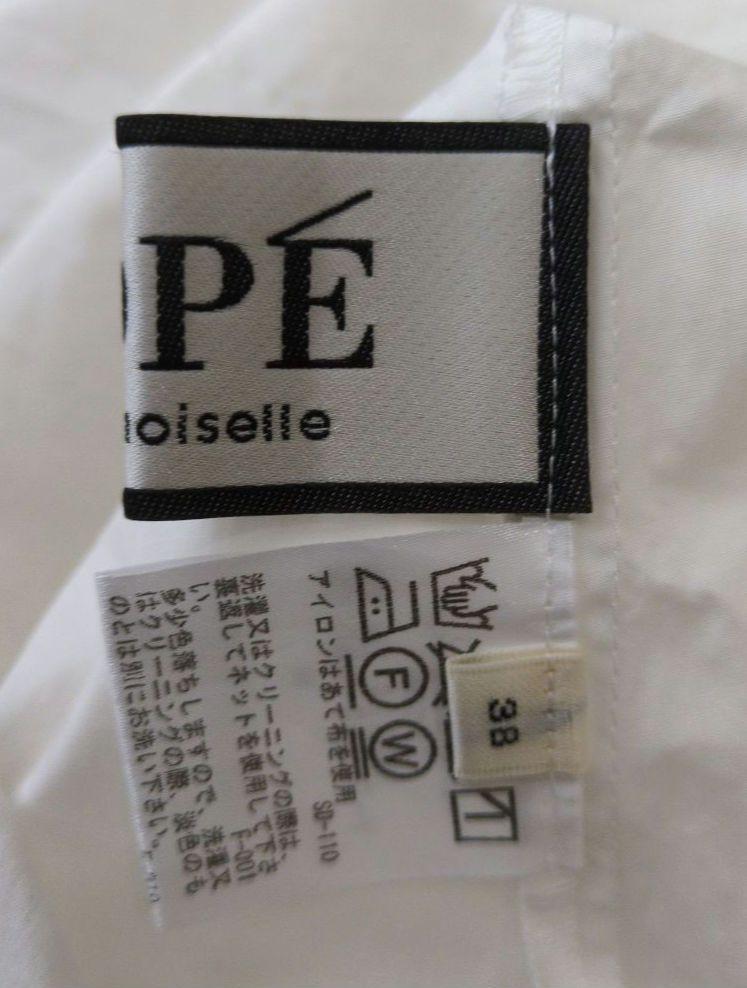 PÉ
oiselle
38
F
W
アイロンはあて布を使用
SD-110
洗濯又はクリーニングの際は、
裏返してネットを使用して下さ
い。 F-001
多少色落ちしますので、洗濯又
はクリーニングの際、淡色のも
のとは別にお洗い下さい。